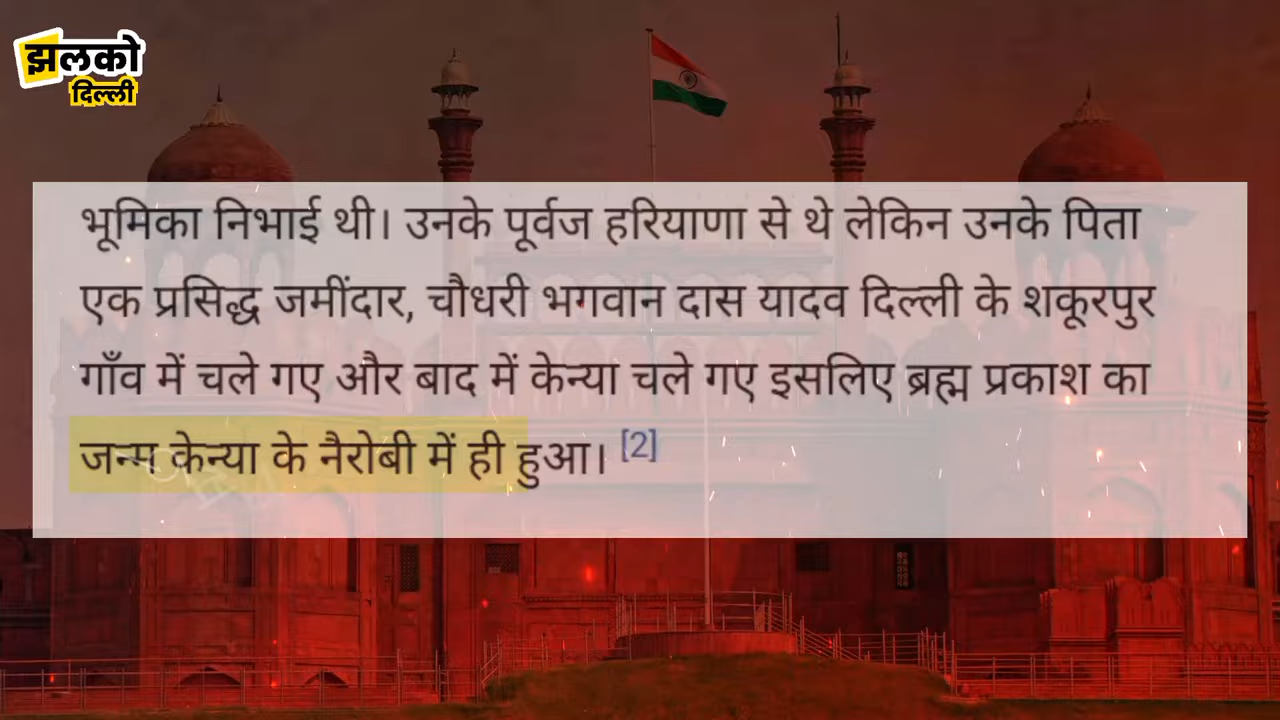 झलको
दिल्ली
भूमिका निभाई थी। उनके पूर्वज हरियाणा से थे लेकिन उनके पिता
एक प्रसिद्ध जमींदार, चौधरी भगवान दास यादव दिल्ली के शकूरपुर
गाँव में चले गए और बाद में केन्या चले गए इसलिए ब्रह्म प्रकाश का
जन्म केन्या के नैरोबी में ही हुआ। [2]